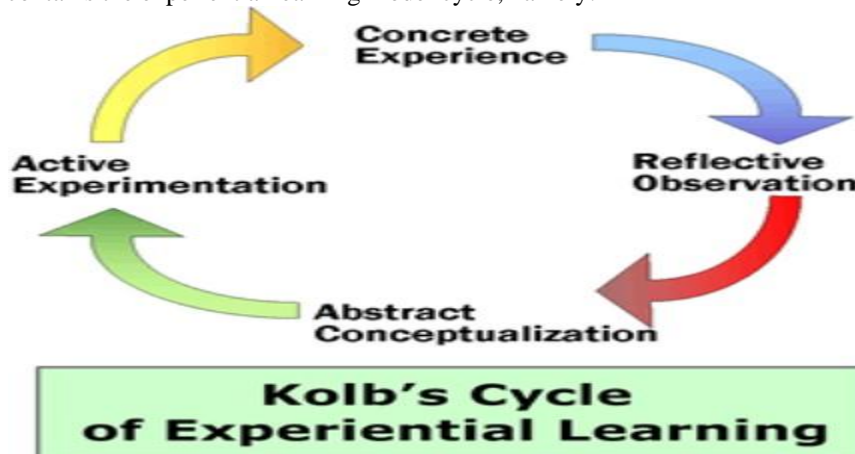 Concrete
Experience
Reflective
Observation
Abstract
Conceptualization
Active
Experimentation
Kolb's Cycle
of Experiential Learning